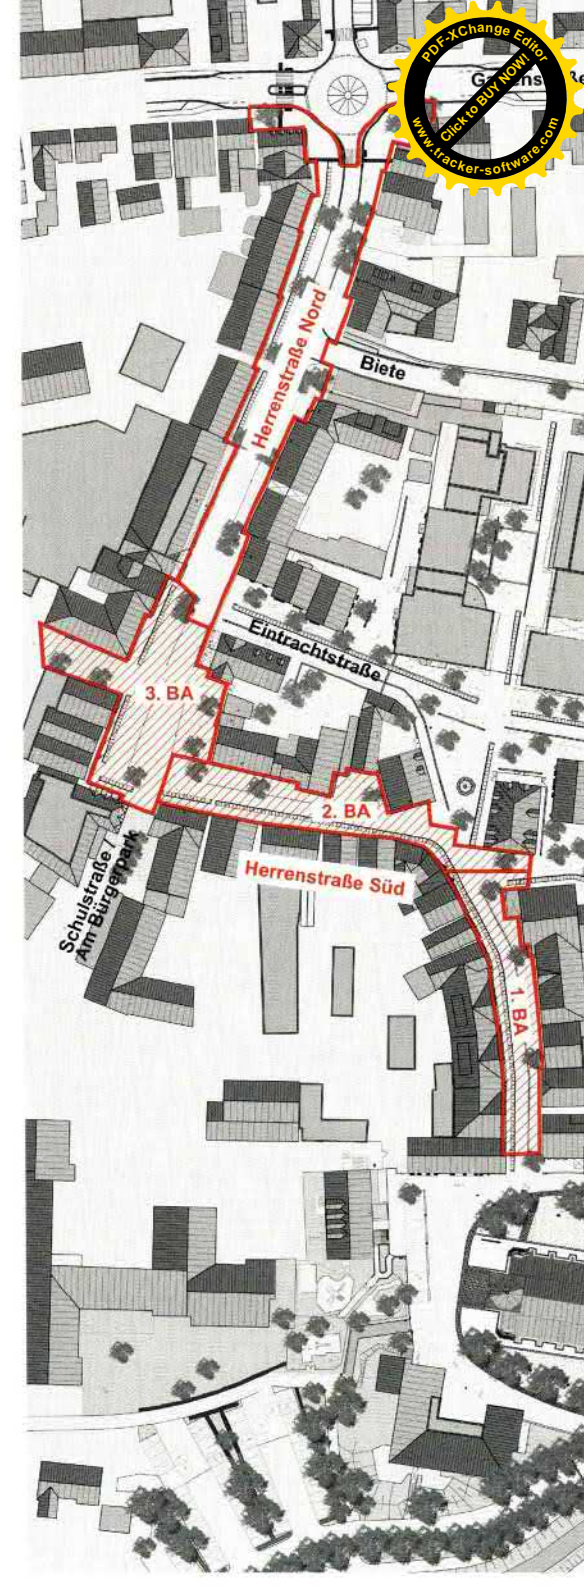 PDF-XChange Editor
Click to BUY NOW!
www.tracker-software.com
Herrenstraße Nord
Biete
Eintrachtstraße
3. BA
2. BA
Schulstraße /
Am Bürgerpark
Herrenstraße Süd
1. BA